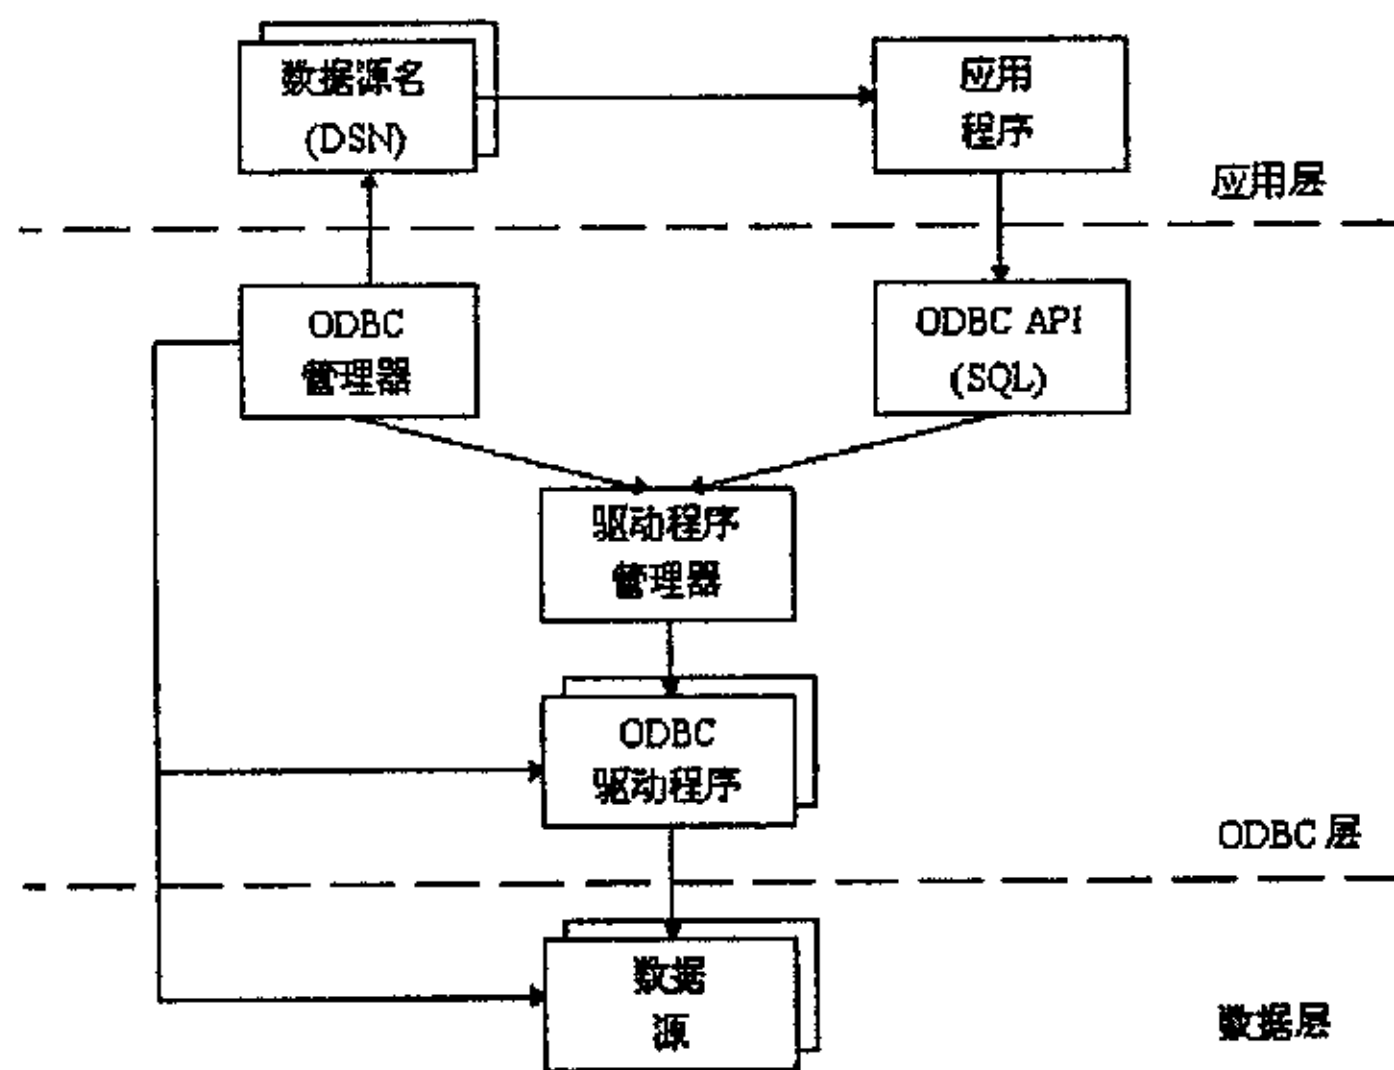 数据源名
(DSN)
应用
程序
应用层
ODBC
管理器
ODBC API
(SQL)
驱动程序
管理器
ODBC
驱动程序
ODBC 层
数据
源
数据层